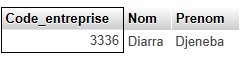 Code_entreprise Nom Prenom
3336 Diarra Djeneba